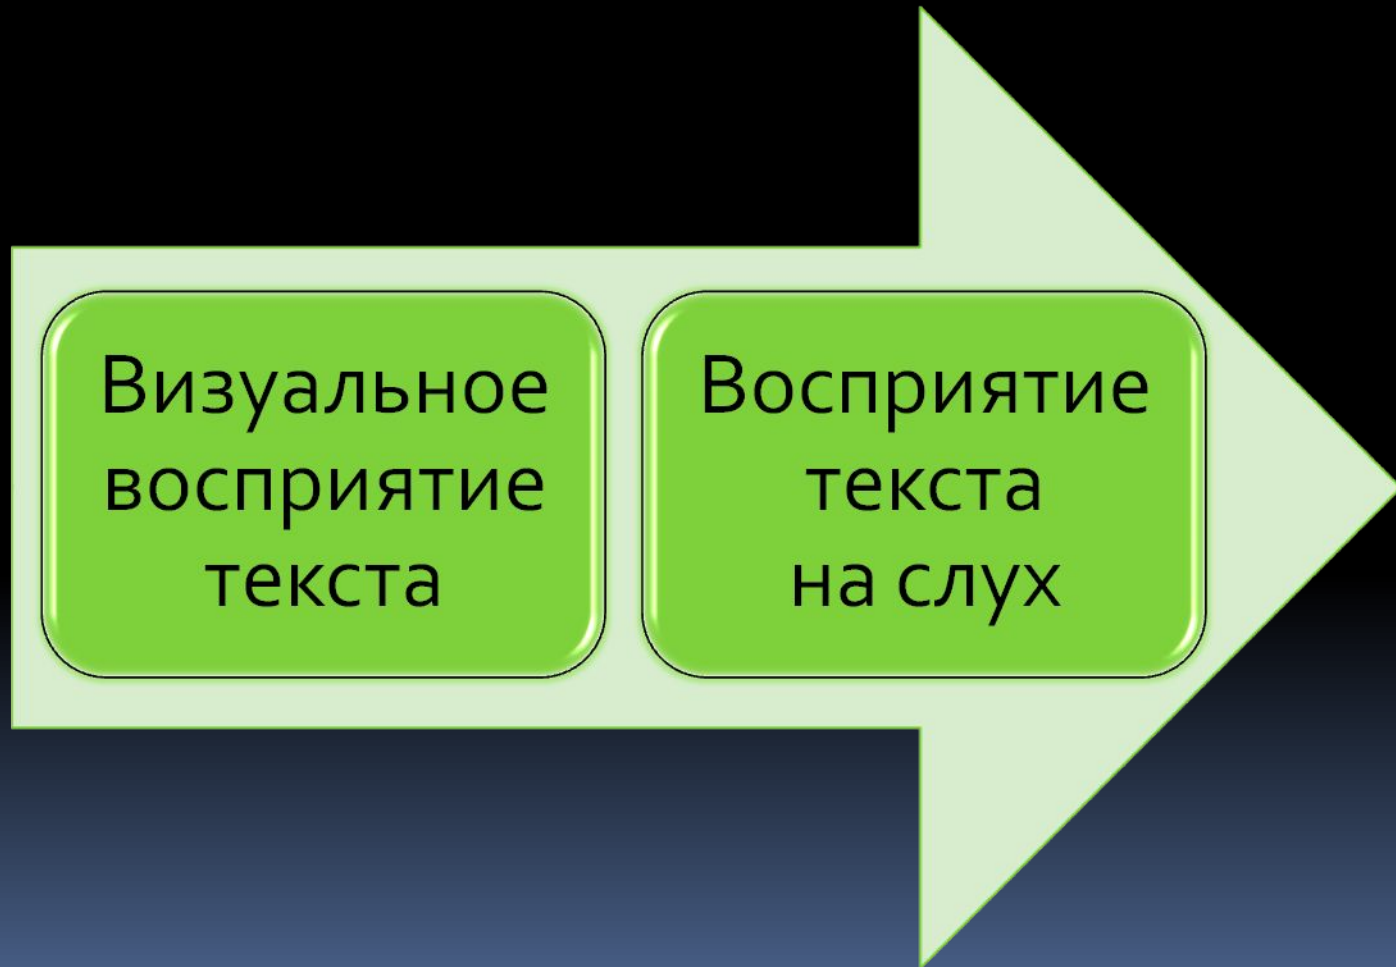 Визуальное
восприятие
текста
Восприятие
текста
на слух